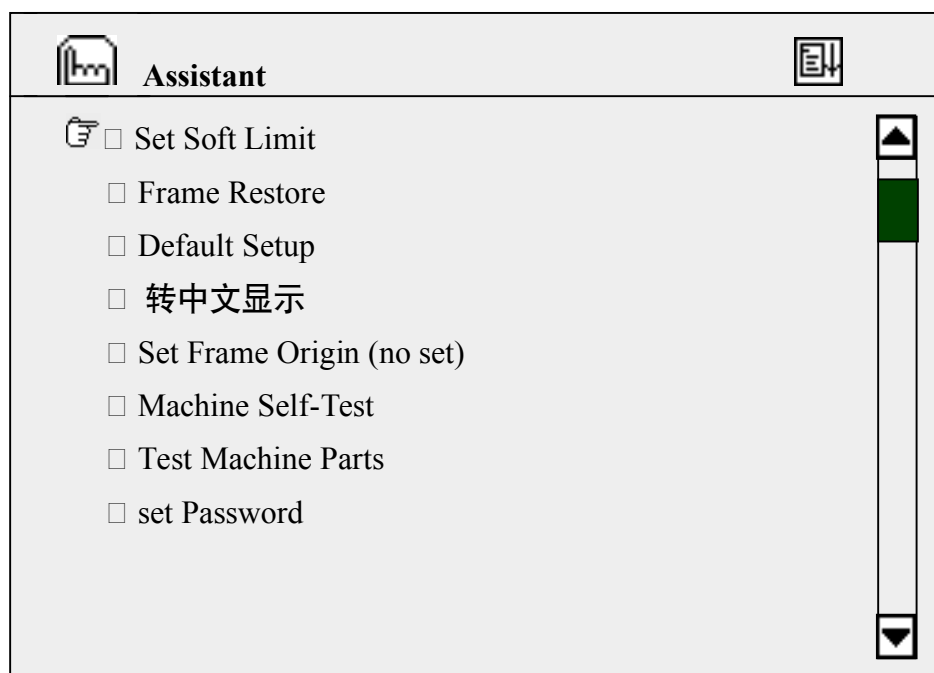 Assistant
Set Soft Limit
Frame Restore
Default Setup
转中文显示
Set Frame Origin (no set)
Machine Self-Test
Test Machine Parts
set Password